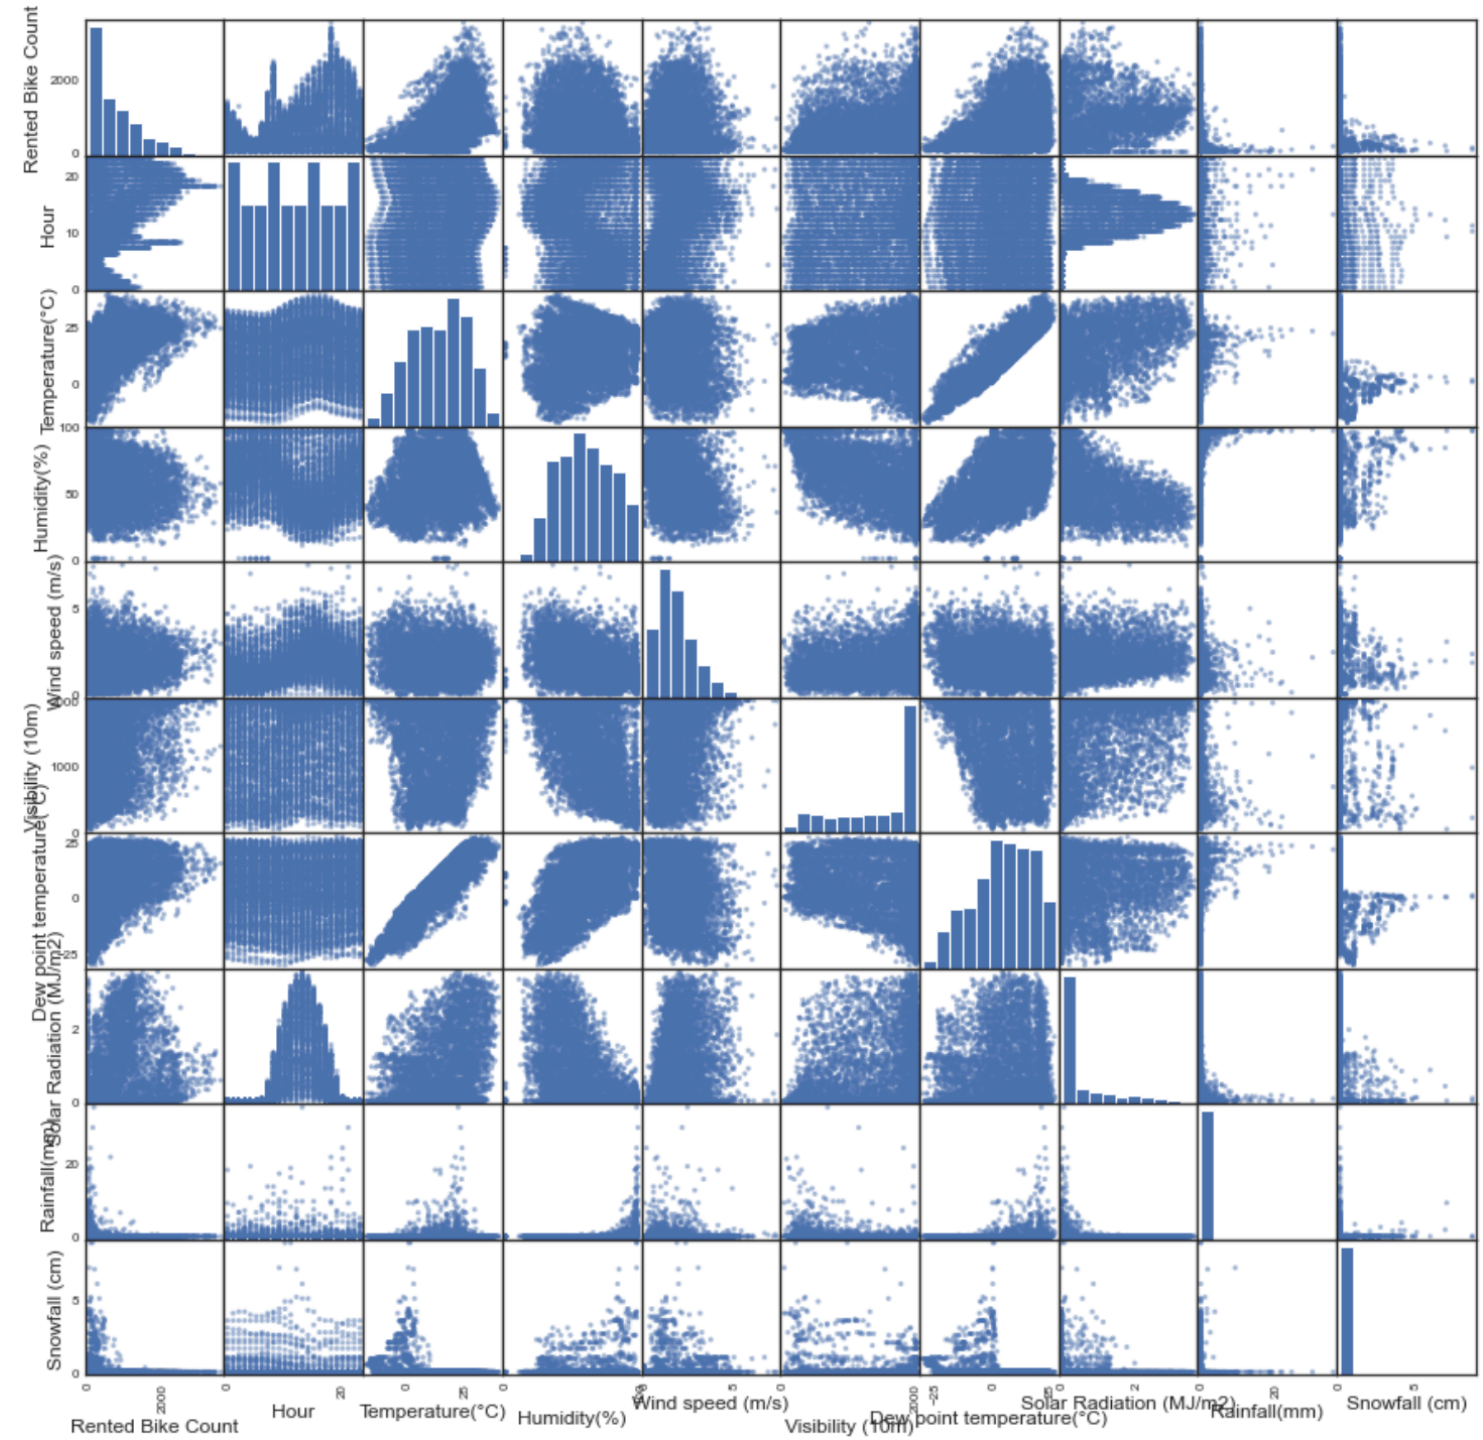 Rented Bike Count
2000
0
Hour
20
10
0
Temperature(°C)
25
0
Humidity(%)
100
50
0
Wind speed (m/s)
5
0
Visibility (10m)
2000
1000
0
Dew point temperature(°C)
25
0
-25
Solar Radiation (MJ/m2)
2
0
Rainfall(mm)
20
0
Snowfall (cm)
5
0
0 2000 0 20 0 25 0 5 0 2000 -25 0 25 0 2 0 20 0 5
Rented Bike Count
Hour
Temperature(°C)
Humidity(%)
Wind speed (m/s)
Visibility (10m)
Dew point temperature(°C)
Solar Radiation (MJ/m2)
Rainfall(mm)
Snowfall (cm)